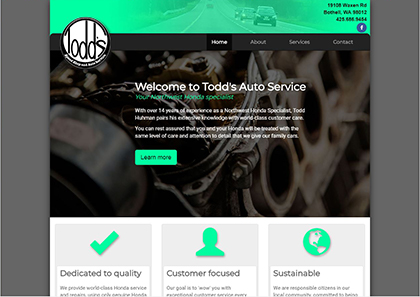 19108 Waxen Rd
Bothell, WA 98012
425.686.8454
Todd's
Home
About
Services
Contact
Welcome to Todd's Auto Service
Your Northwest Honda specialist
With over 14 years of experience as a Northwest Honda Specialist, Todd
Huhman pairs his extensive knowledge with world-class customer care.
You can rest assured that you and your Honda will be treated with the
same level of care and attention to detail that we give our family cars.
Learn more
Dedicated to quality
Customer focused
Sustainable
We provide world-class Honda service
and repairs, using only genuine Honda
Our goal is to 'wow' you with
exceptional customer service every
We are responsible citizens in our
local community, committed to being